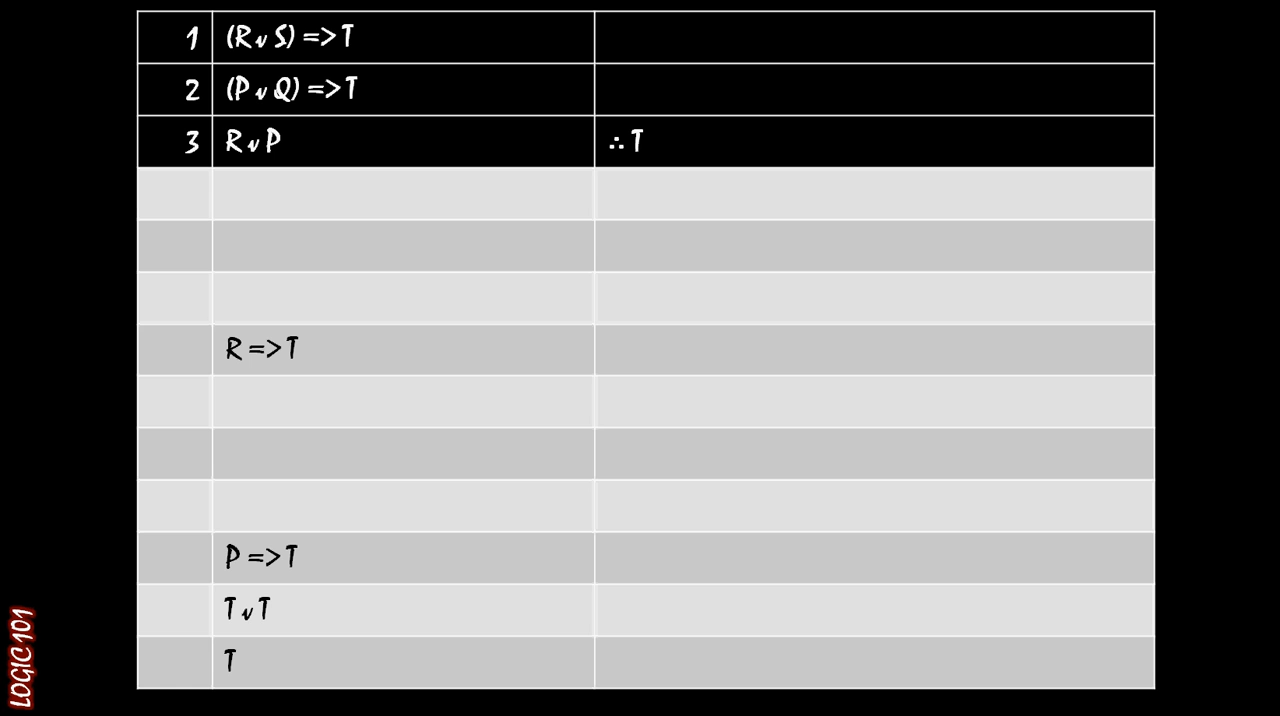 1 (R v S) => T
2 (P v Q) => T
3 R v P ∴ T
R => T
P => T
T v T
T
LOGIC 101